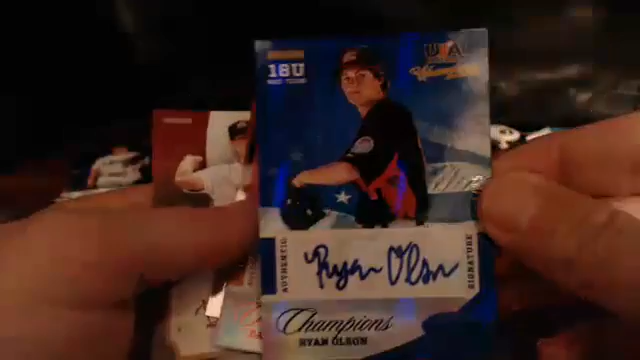 18U
USA
AUTHENTIC
Ryan Olson
SIGNATURE
Champions
RYAN OLSON